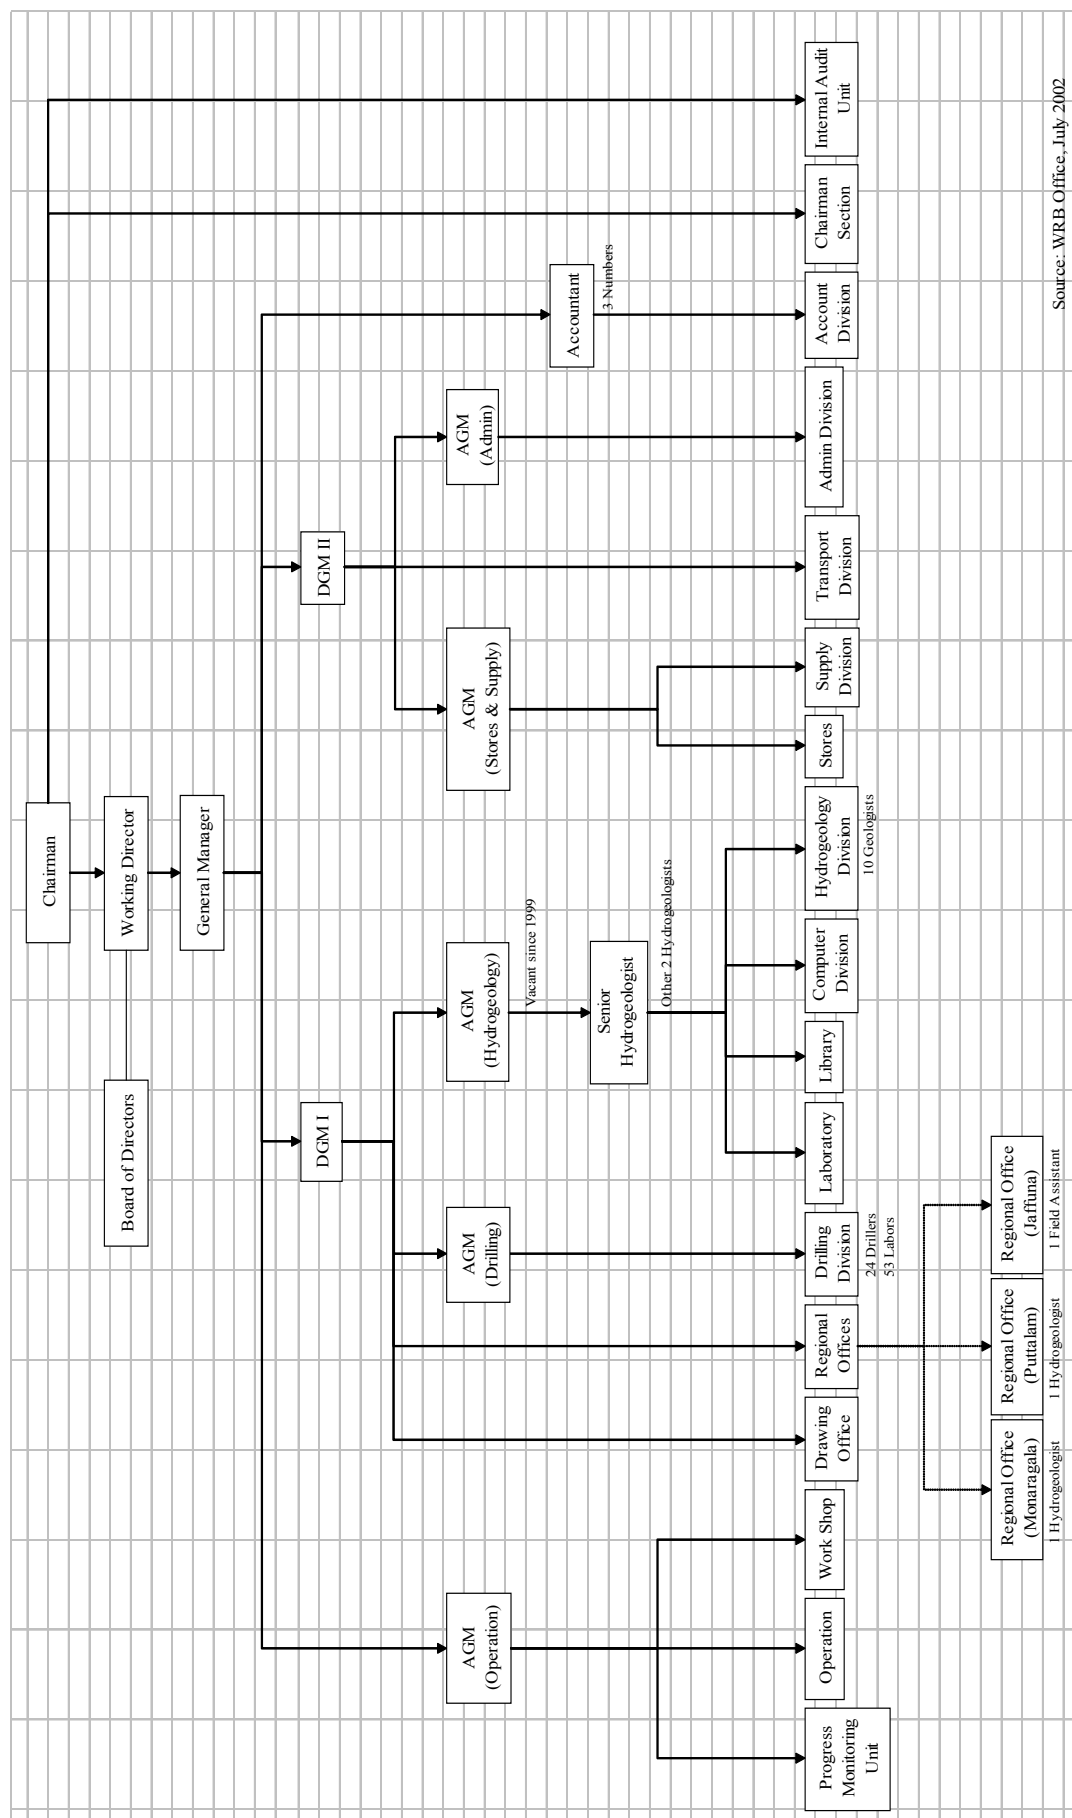 Chairman
Board of Directors
Working Director
General Manager
DGM I
DGM II
AGM
(Operation)
AGM
(Drilling)
AGM
(Hydrogeology)
Vacant since 1999
AGM
(Stores & Supply)
AGM
(Admin)
Accountant
3 Numbers
Senior
Hydrogeologist
Other 2 Hydrogeologists
Progress
Monitoring
Unit
Operation
Work Shop
Drawing
Office
Regional
Offices
Drilling
Division
24 Drillers
53 Labors
Laboratory
Library
Computer
Division
Hydrogeology
Division
10 Geologists
Stores
Supply
Division
Transport
Division
Admin Division
Account
Division
Chairman
Section
Internal Audit
Unit
Regional Office
(Monaragala)
1 Hydrogeologist
Regional Office
(Puttalam)
1 Hydrogeologist
Regional Office
(Jaffuna)
1 Field Assistant
Source: WRB Office, July 2002